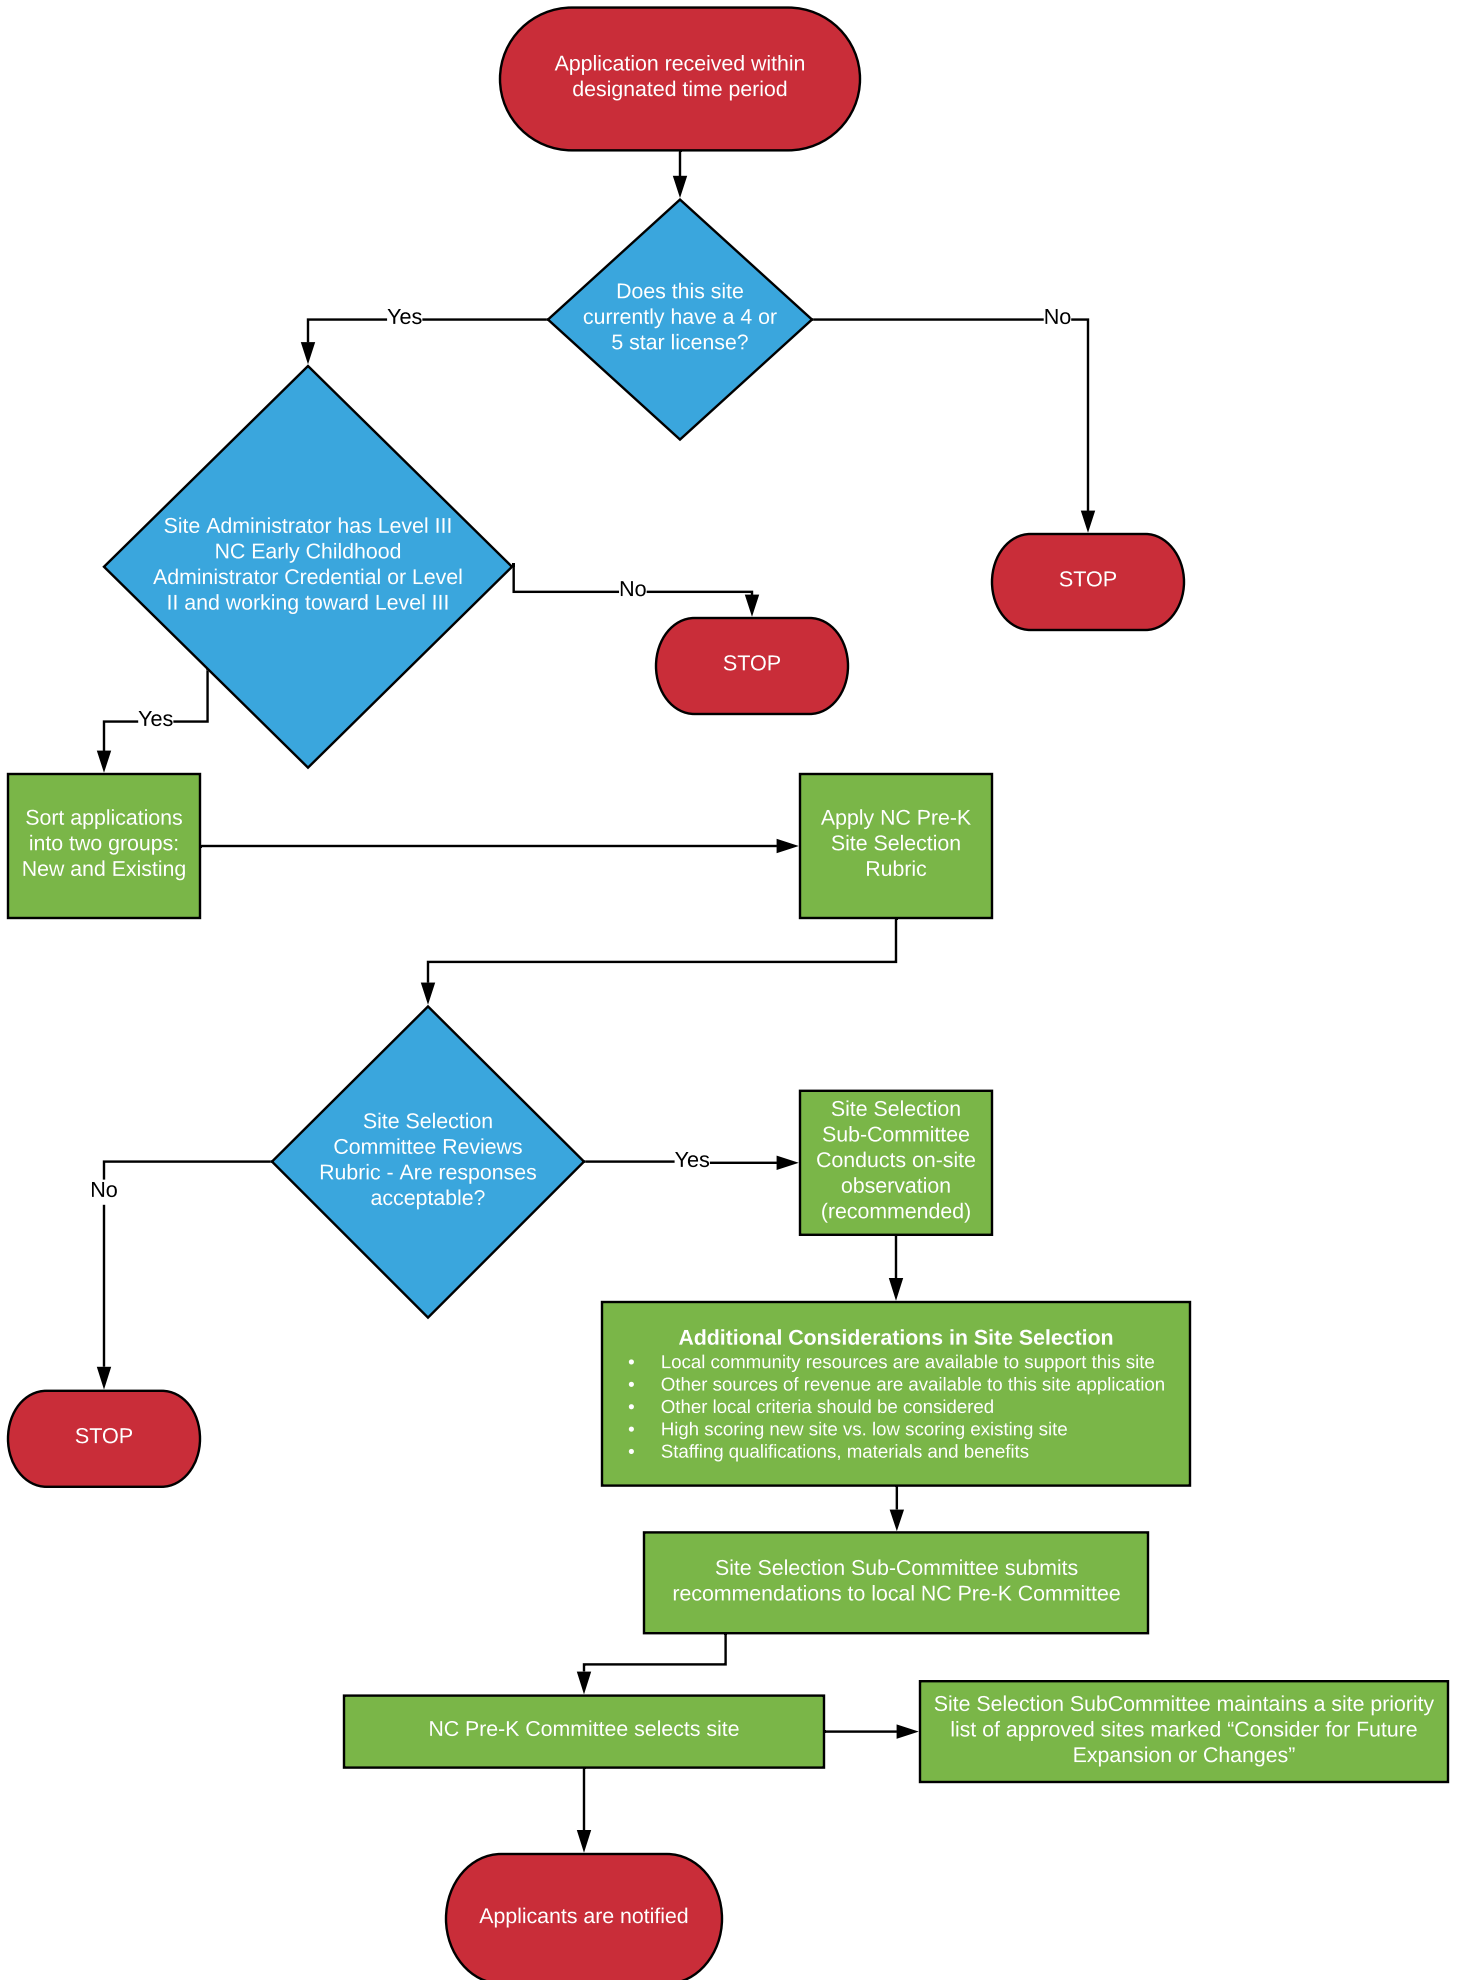 Application received within
designated time period
Does this site
currently have a 4 or
5 star license?
Yes
No
Site Administrator has Level III
NC Early Childhood
Administrator Credential or Level
II and working toward Level III
No
STOP
STOP
Yes
Sort applications
into two groups:
New and Existing
Apply NC Pre-K
Site Selection
Rubric
Site Selection
Committee Reviews
Rubric - Are responses
acceptable?
No
Yes
Site Selection
Sub-Committee
Conducts on-site
observation
(recommended)
STOP
Additional Considerations in Site Selection
• Local community resources are available to support this site
• Other sources of revenue are available to this site application
• Other local criteria should be considered
• High scoring new site vs. low scoring existing site
• Staffing qualifications, materials and benefits
Site Selection Sub-Committee submits
recommendations to local NC Pre-K Committee
NC Pre-K Committee selects site
Site Selection SubCommittee maintains a site priority
list of approved sites marked “Consider for Future
Expansion or Changes”
Applicants are notified